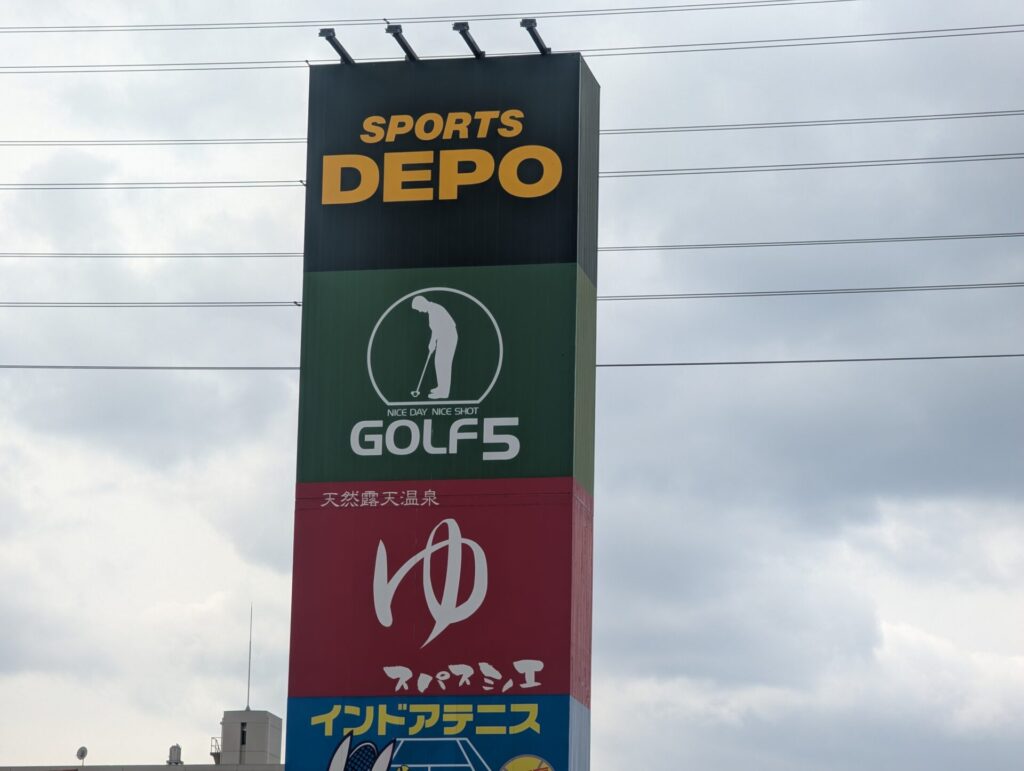 SPORTS
DEPO
NICE DAY NICE SHOT
GOLF5
天然露天温泉
ゆ
スパスミノエ
インドアテニス